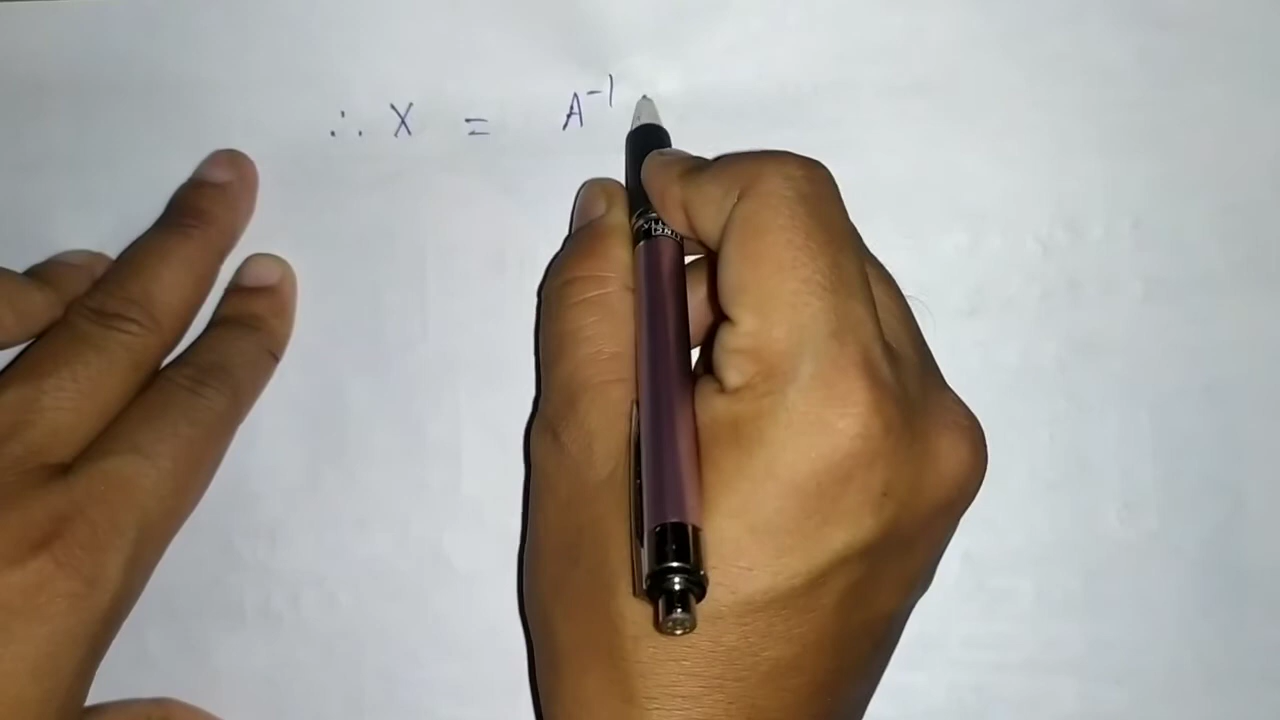 ∴ X = A⁻¹